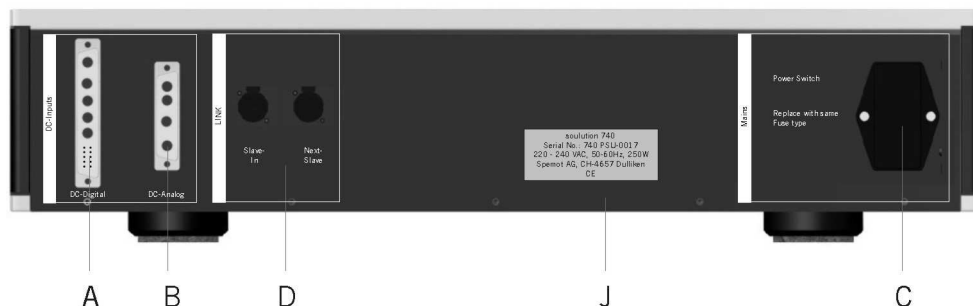 DC-Inputs
DC-Digital
DC-Analog
LINK
Slave-
In
Next-
Slave
soulution 740
Serial No.: 740 PSU-0017
220 - 240 VAC, 50-60Hz, 250W
Spemot AG, CH-4657 Dulliken
CE
Mains
Power Switch
Replace with same
Fuse type
A
B
D
J
C